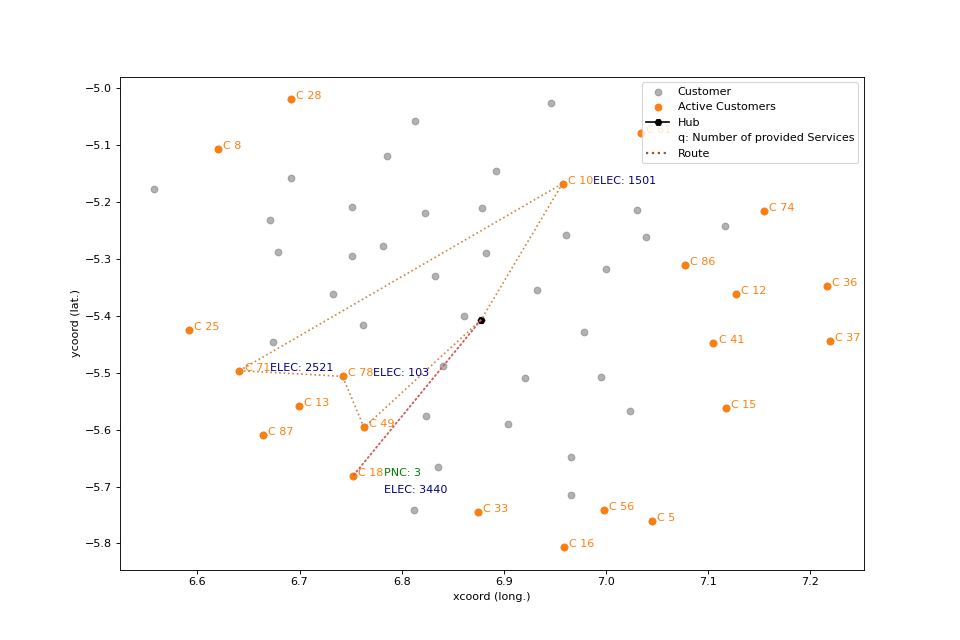 −5.0
−5.1
−5.2
−5.3
−5.4
−5.5
−5.6
−5.7
−5.8
ycoord (lat.)
6.6 6.7 6.8 6.9 7.0 7.1 7.2
xcoord (long.)
Customer
Active Customers
Hub
q: Number of provided Services
Route
C 28
C 8
C 10 ELEC: 1501
C 74
C 86
C 36
C 12
C 25
C 41
C 37
C 71 ELEC: 2521
C 78 ELEC: 103
C 13
C 15
C 49
C 87
C 18 PNC: 3
ELEC: 3440
C 33
C 56
C 5
C 16